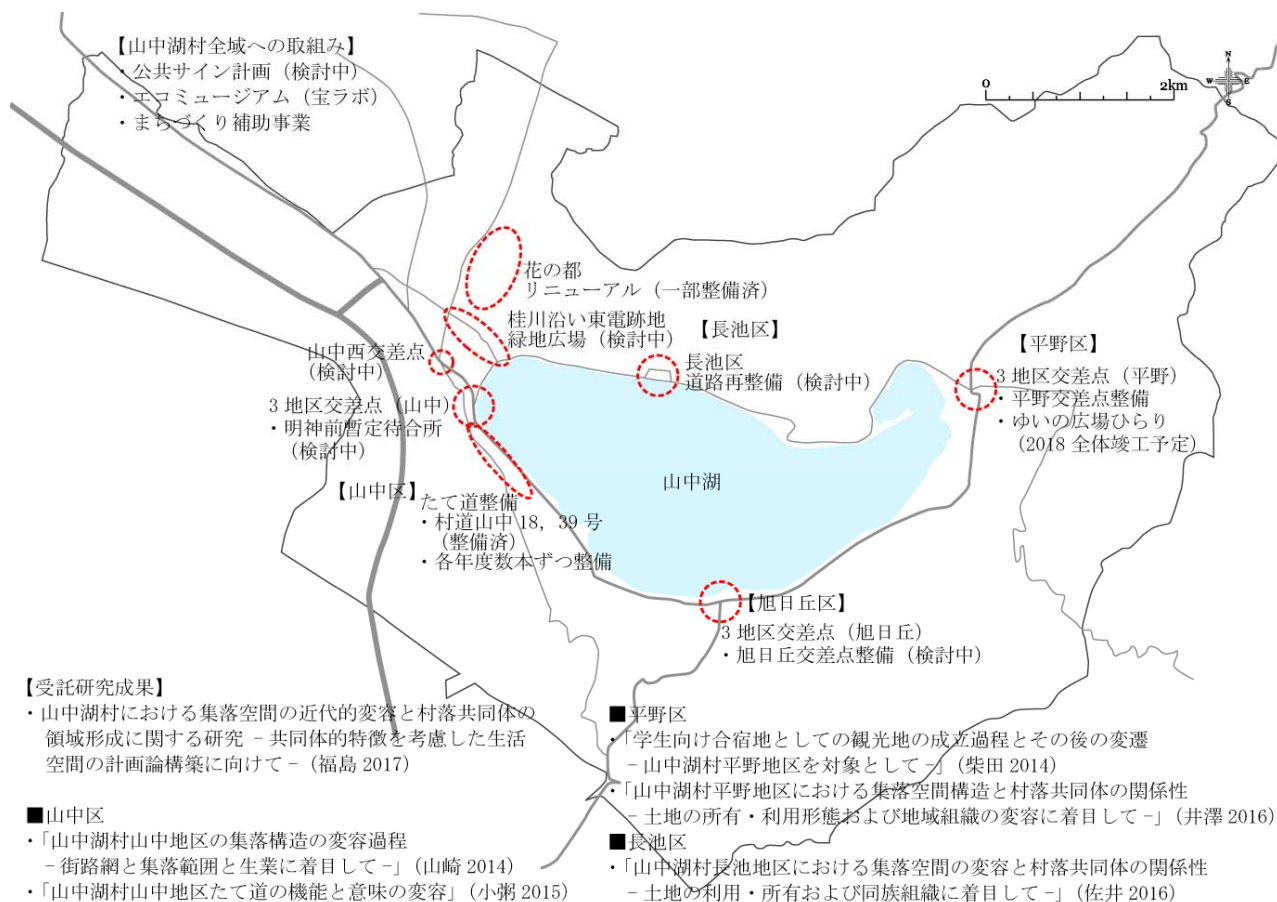 【山中湖村全域への取組み】
・公共サイン計画（検討中）
・エコミュージアム（宝ラボ）
・まちづくり補助事業
0
2km
N
W
E
S
花の都
リニューアル（一部整備済）
桂川沿い東電跡地
緑地広場（検討中）
【長池区】
山中西交差点
（検討中）
長池区
道路再整備（検討中）
【平野区】
3 地区交差点（平野）
・平野交差点整備
・ゆいの広場ひらり
（2018 全体竣工予定）
3 地区交差点（山中）
・明神前暫定待合所
（検討中）
山中湖
【山中区】
たて道整備
・村道山中 18，39 号
（整備済）
・各年度数本ずつ整備
【旭日丘区】
3 地区交差点（旭日丘）
・旭日丘交差点整備（検討中）
【受託研究成果】
・山中湖村における集落空間の近代的変容と村落共同体の
領域形成に関する研究 －共同体的特徴を考慮した生活
空間の計画論構築に向けて－（福島 2017）
■山中区
・「山中湖村山中地区の集落構造の変容過程
－街路網と集落範囲と生業に着目して－」（山崎 2014）
・「山中湖村山中地区たて道の機能と意味の変容」（小粥 2015）
■平野区
・「学生向け合宿地としての観光地の成立過程とその後の変遷
－山中湖村平野地区を対象として－」（柴田 2014）
・「山中湖村平野地区における集落空間構造と村落共同体の関係性
－土地の所有・利用形態および地域組織の変容に着目して－」（井澤 2016）
■長池区
・「山中湖村長池地区における集落空間の変容と村落共同体の関係性
－土地の利用・所有および同族組織に着目して－」（佐井 2016）